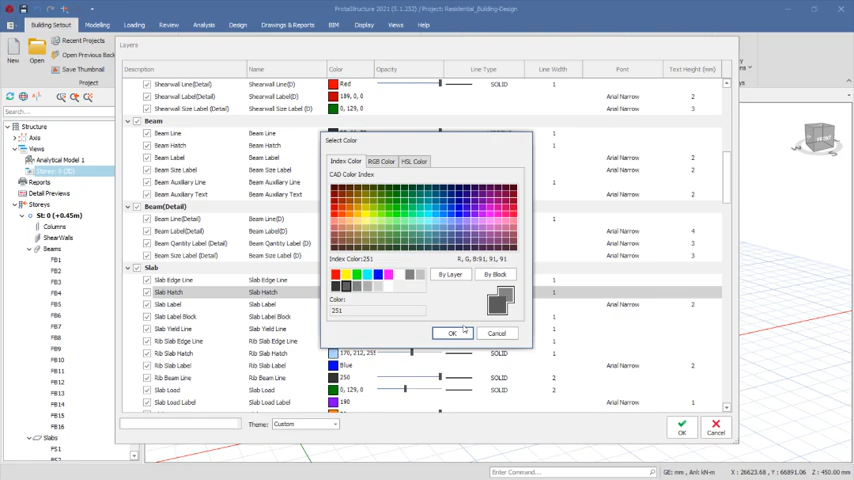 ProtaStructure 2021 (5.1.232) / Project: Residential_Building-Design
Building Setout Modelling Loading Review Analysis Design Drawings & Reports BIM Display Views Help
New
Open
Recent Projects
Open Previous Back
Save Thumbnail
Project
Search...
Structure
Axis
Views
Analytical Model 1
Storey: 0 (3D)
Reports
Detail Previews
Storeys
St: 0 (+0.45m)
Columns
ShearWalls
Beams
FB1
FB2
FB3
FB4
FB5
FB6
FB7
FB8
FB9
FB10
FB11
FB12
FB13
FB14
FB15
FB16
Slabs
FS1
FS2
Layers
Description Name Color Opacity Line Type Line Width Font Text Height (mm)
Shearwall Line(Detail) Shearwall Line(D) Red SOLID 1
Shearwall Label(Detail) Shearwall Label(D) 189, 0, 0 Arial Narrow 2
Shearwall Size Label(Detail) Shearwall Size Label (D) 0, 129, 0 Arial Narrow 3
Beam
Beam Line Beam Line 1
Beam Hatch Beam Hatch 1
Beam Label Beam Label Arial Narrow 2
Beam Size Label Beam Size Label Arial Narrow 2
Beam Auxiliary Line Beam Auxiliary Line 1
Beam Auxiliary Text Beam Auxiliary Text Arial Narrow 2
Beam(Detail)
Beam Line(Detail) Beam Line(D) 1
Beam Label(Detail) Beam Label(D) Arial Narrow 4
Beam Qantity Label (Detail) Beam Qantity Label (D) Arial Narrow 3
Beam Size Label (Detail) Beam Size Label (D) Arial Narrow 3
Slab
Slab Edge Line Slab Edge Line 1
Slab Hatch Slab Hatch 1
Slab Label Slab Label Arial Narrow 2
Slab Label Block Slab Label Block 1
Slab Yield Line Slab Yield Line 1
Rib Slab Edge Line Rib Slab Edge Line
Rib Slab Hatch Rib Slab Hatch 170, 212, 255 SOLID 1
Rib Slab Label Rib Slab Label Blue Arial Narrow 2
Rib Beam Line Rib Beam Line 250 SOLID 2
Slab Load Slab Load 0, 129, 0 SOLID 2
Slab Load Label Slab Load Label 190 Arial Narrow 1
Theme: Custom
OK Cancel
Select Color
Index Color RGB Color HSL Color
CAD Color Index
Index Color:251 R, G, B:91, 91, 91
By Layer By Block
Color:
251
OK Cancel
FRONT
Enter Command....
GE: mm, Ani: kN-m
X : 26623.68 Y : 66891.06 Z : 450.00 mm